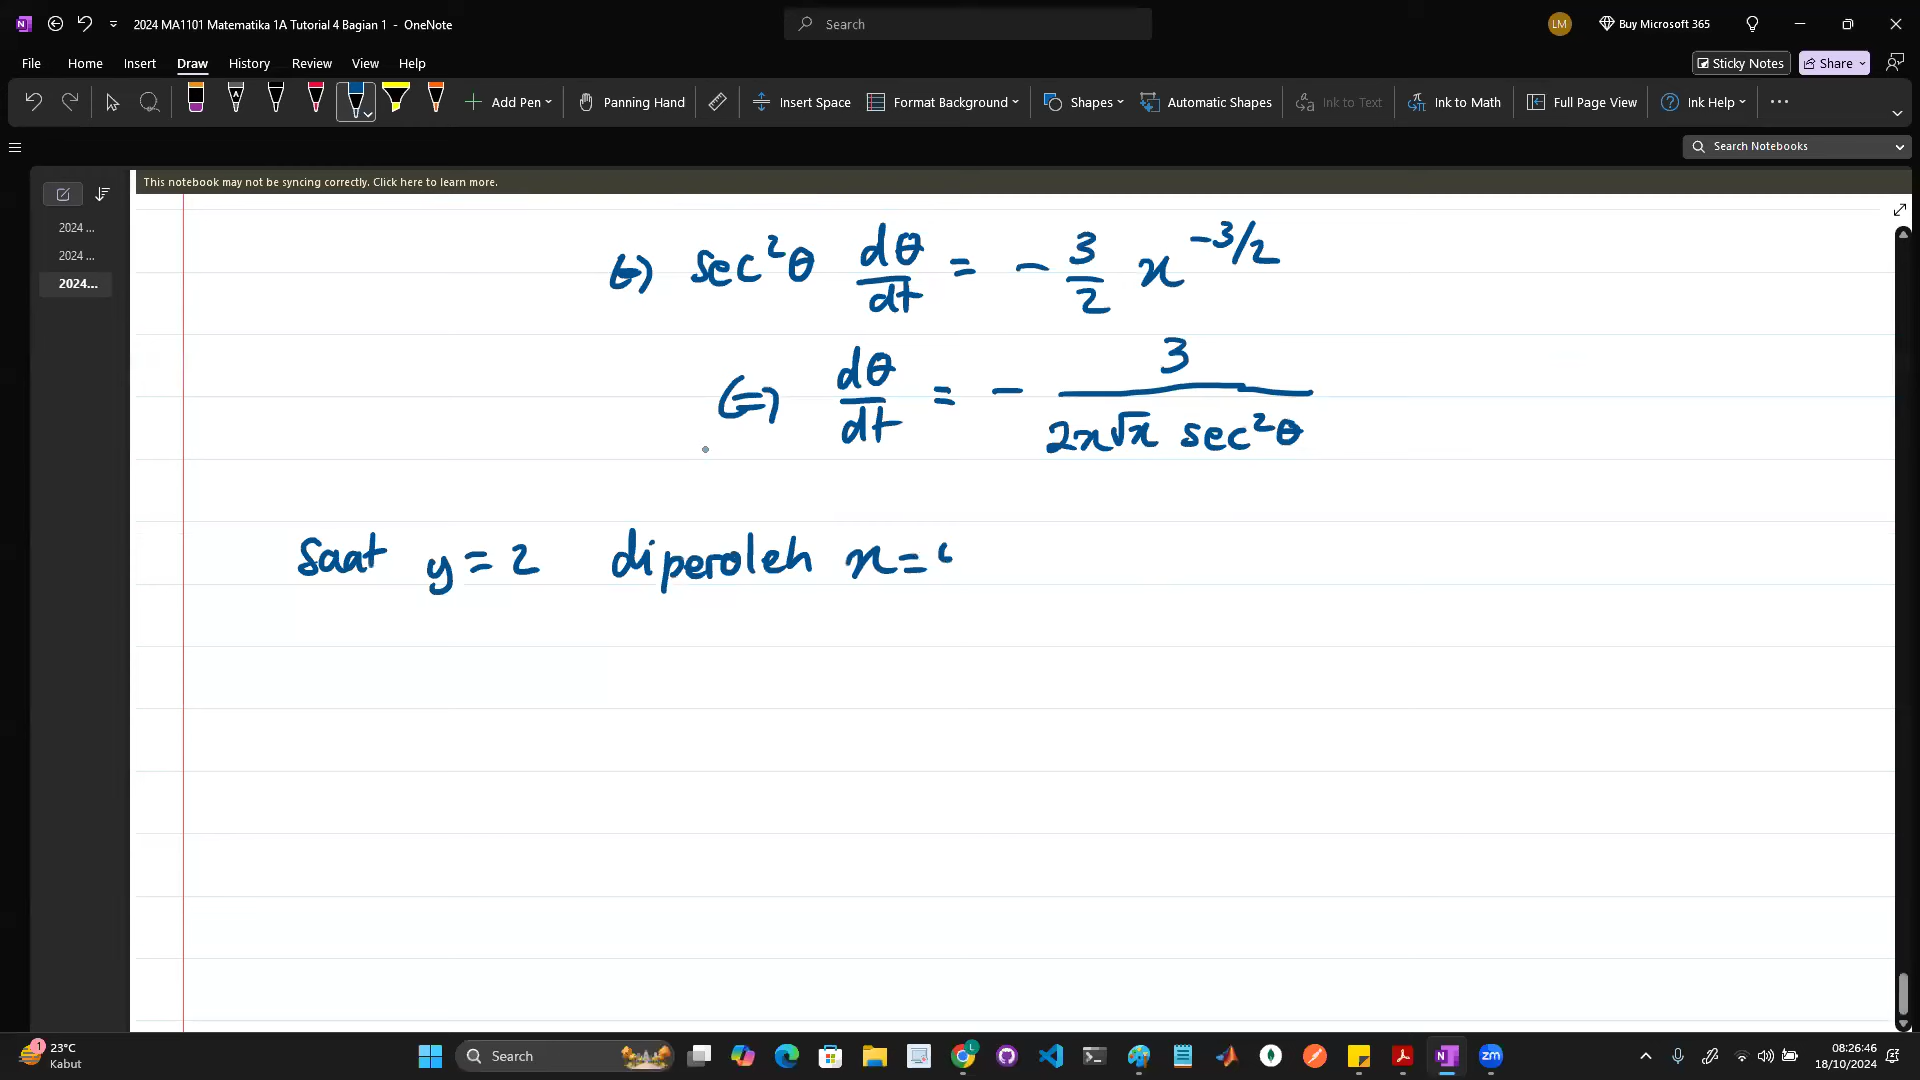 2024 MA1101 Matematika 1A Tutorial 4 Bagian 1 - OneNote
Search
LM
Buy Microsoft 365
File Home Insert Draw History Review View Help
Sticky Notes
Share
Add Pen
Panning Hand
Insert Space
Format Background
Shapes
Automatic Shapes
Ink to Text
Ink to Math
Full Page View
Ink Help
Search Notebooks
This notebook may not be syncing correctly. Click here to learn more.
2024 ...
2024 ...
2024...
⇔ sec²θ dθ/dt = - 3/2 x^(-3/2)
⇔ dθ/dt = - 3/(2x√x sec²θ)
Saat y = 2 diperoleh x =
1
23°C
Kabut
Search
zm
08:26:46
18/10/2024